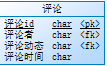 评论
评论id char <pk>
评论者 char <fk>
评论动态 char <fk>
评论时间 char